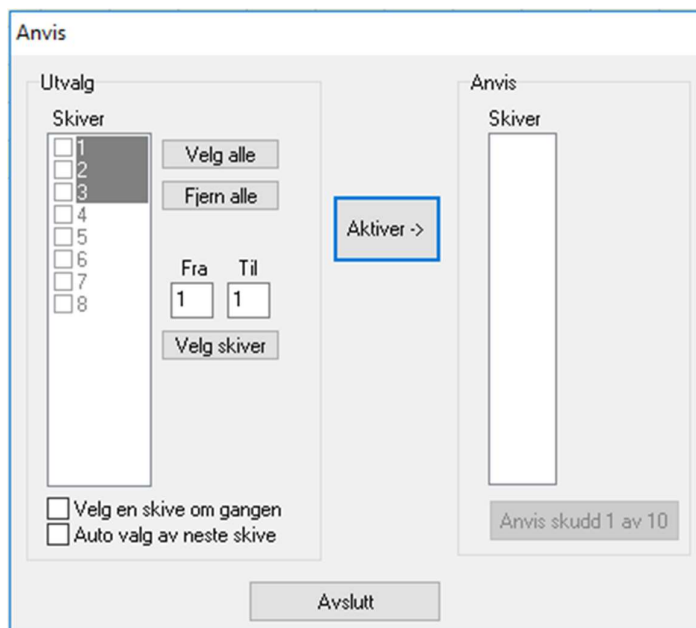 Anvis
Utvalg
Skiver
1
2
3
4
5
6
7
8
Velg alle
Fjern alle
Fra Til
1 1
Velg skiver
Velg en skive om gangen
Auto valg av neste skive
Aktiver ->
Anvis
Skiver
Anvis skudd 1 av 10
Avslutt